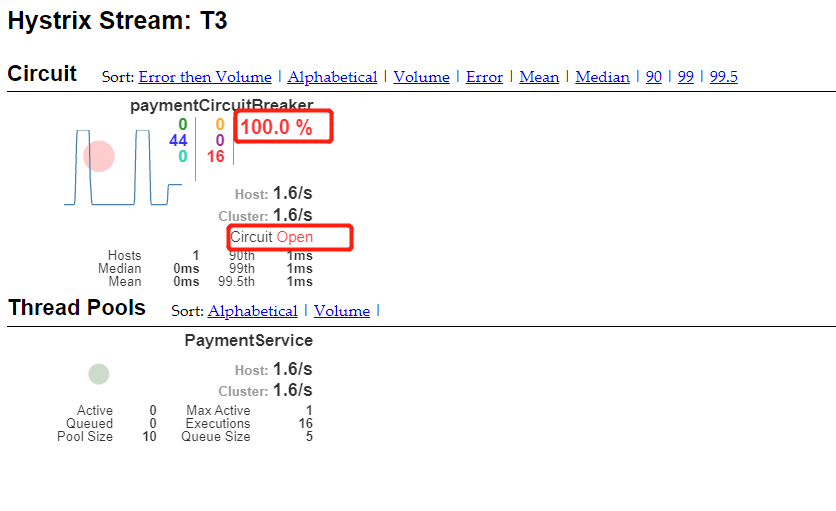 Hystrix Stream: T3
Circuit Sort: Error then Volume | Alphabetical | Volume | Error | Mean | Median | 90 | 99 | 99.5
paymentCircuitBreaker
0 0 100.0 %
44 0
0 16
Host: 1.6/s
Cluster: 1.6/s
Circuit Open
Hosts 1 90th 1ms
Median 0ms 99th 1ms
Mean 0ms 99.5th 1ms
Thread Pools Sort: Alphabetical | Volume |
PaymentService
Host: 1.6/s
Cluster: 1.6/s
Active 0 Max Active 1
Queued 0 Executions 16
Pool Size 10 Queue Size 5